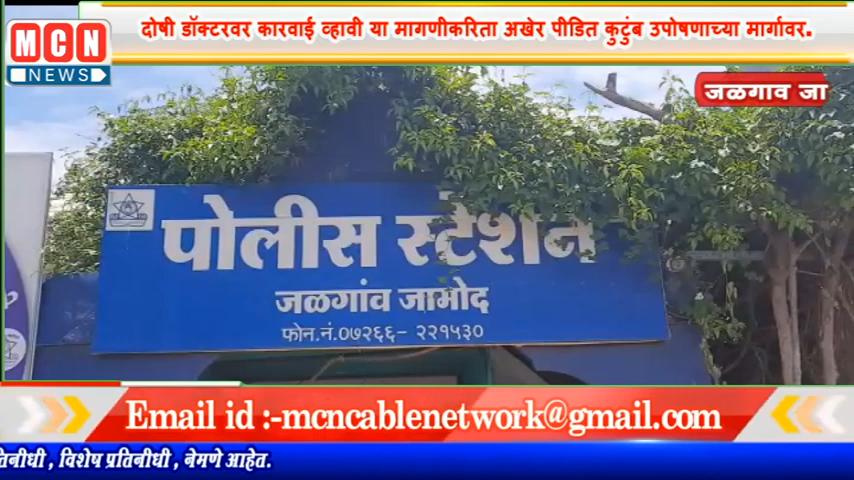 दोषी डॉक्टरवर कारवाई व्हावी या मागणीकरिता अखेर पीडित कुटुंब उपोषणाच्या मार्गावर.
MCN
NEWS
जळगाव जा
पोलीस स्टेशन
जळगांव जामोद
फोन.नं.०७२६६- २२१५३०
Email id :-mcncablenetwork@gmail.com
तिनीधी , विशेष प्रतिनीधी , नेमणे आहेत.